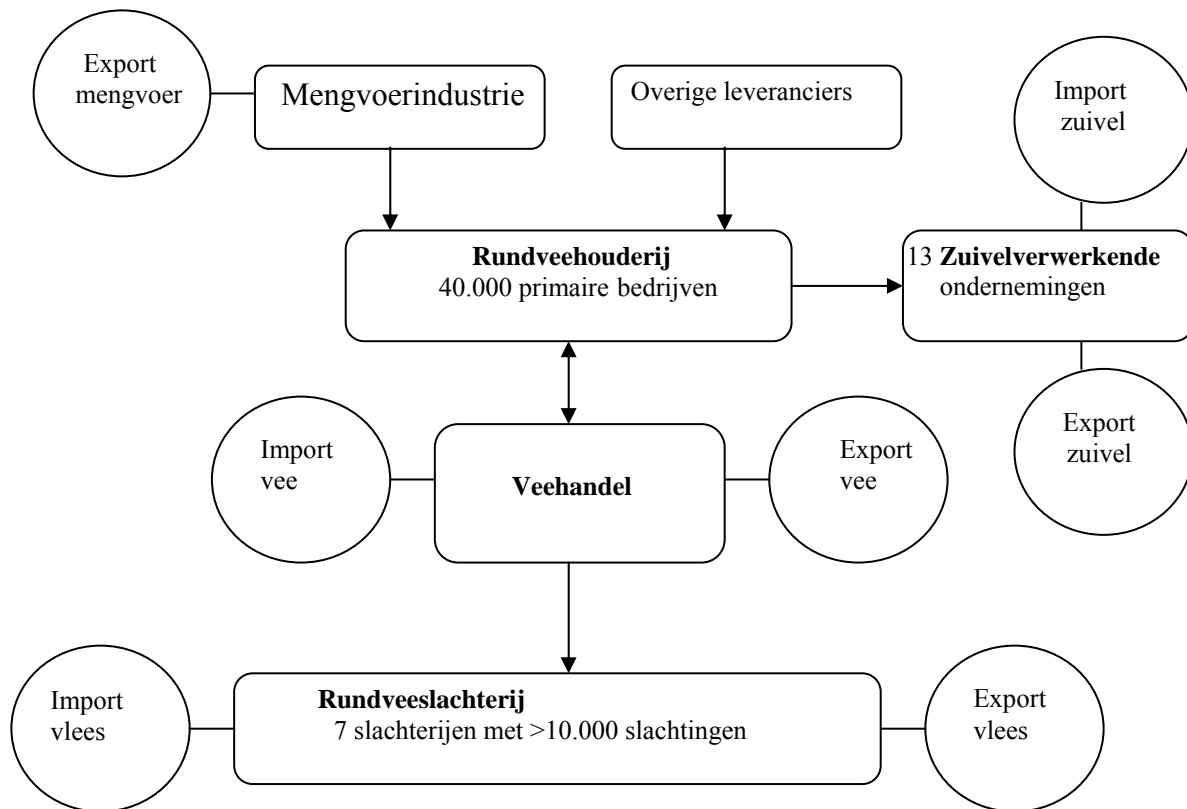 Export
mengvoer
Mengvoerindustrie
Overige leveranciers
Import
zuivel
Rundveehouderij
40.000 primaire bedrijven
13 Zuivelverwerkende
ondernemingen
Import
vee
Veehandel
Export
vee
Export
zuivel
Import
vlees
Rundveeslachterij
7 slachterijen met >10.000 slachtingen
Export
vlees